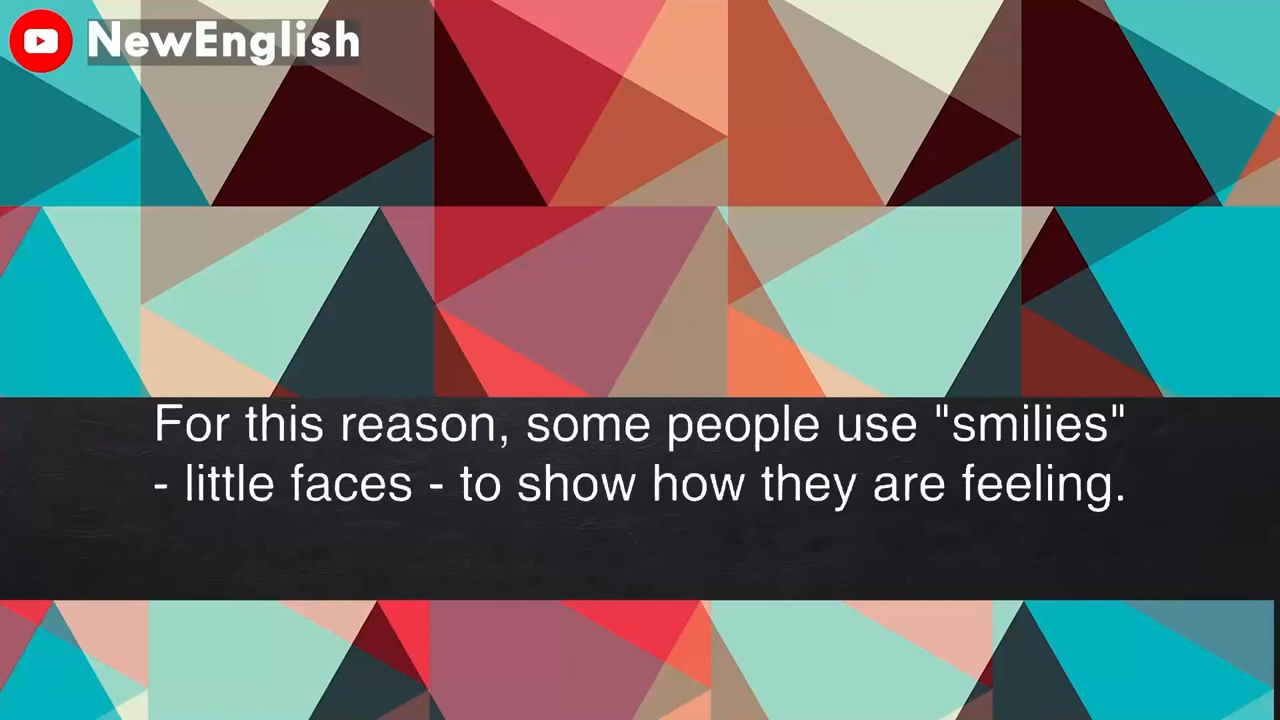 NewEnglish
For this reason, some people use "smilies"
- little faces - to show how they are feeling.